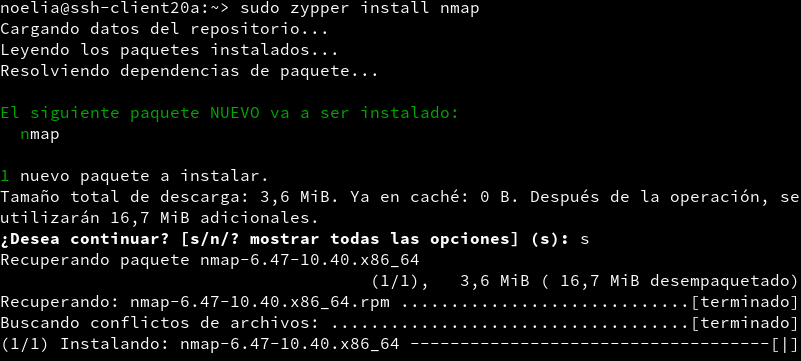 noelia@ssh-client20a:~> sudo zypper install nmap
Cargando datos del repositorio...
Leyendo los paquetes instalados...
Resolviendo dependencias de paquete...
El siguiente paquete NUEVO va a ser instalado:
nmap
1 nuevo paquete a instalar.
Tamaño total de descarga: 3,6 MiB. Ya en caché: 0 B. Después de la operación, se
utilizarán 16,7 MiB adicionales.
¿Desea continuar? [s/n/? mostrar todas las opciones] (s): s
Recuperando paquete nmap-6.47-10.40.x86_64
(1/1),   3,6 MiB ( 16,7 MiB desempaquetado)
Recuperando: nmap-6.47-10.40.x86_64.rpm .............................[terminado]
Buscando conflictos de archivos: ....................................[terminado]
(1/1) Instalando: nmap-6.47-10.40.x86_64 ---------------------------------------[|]